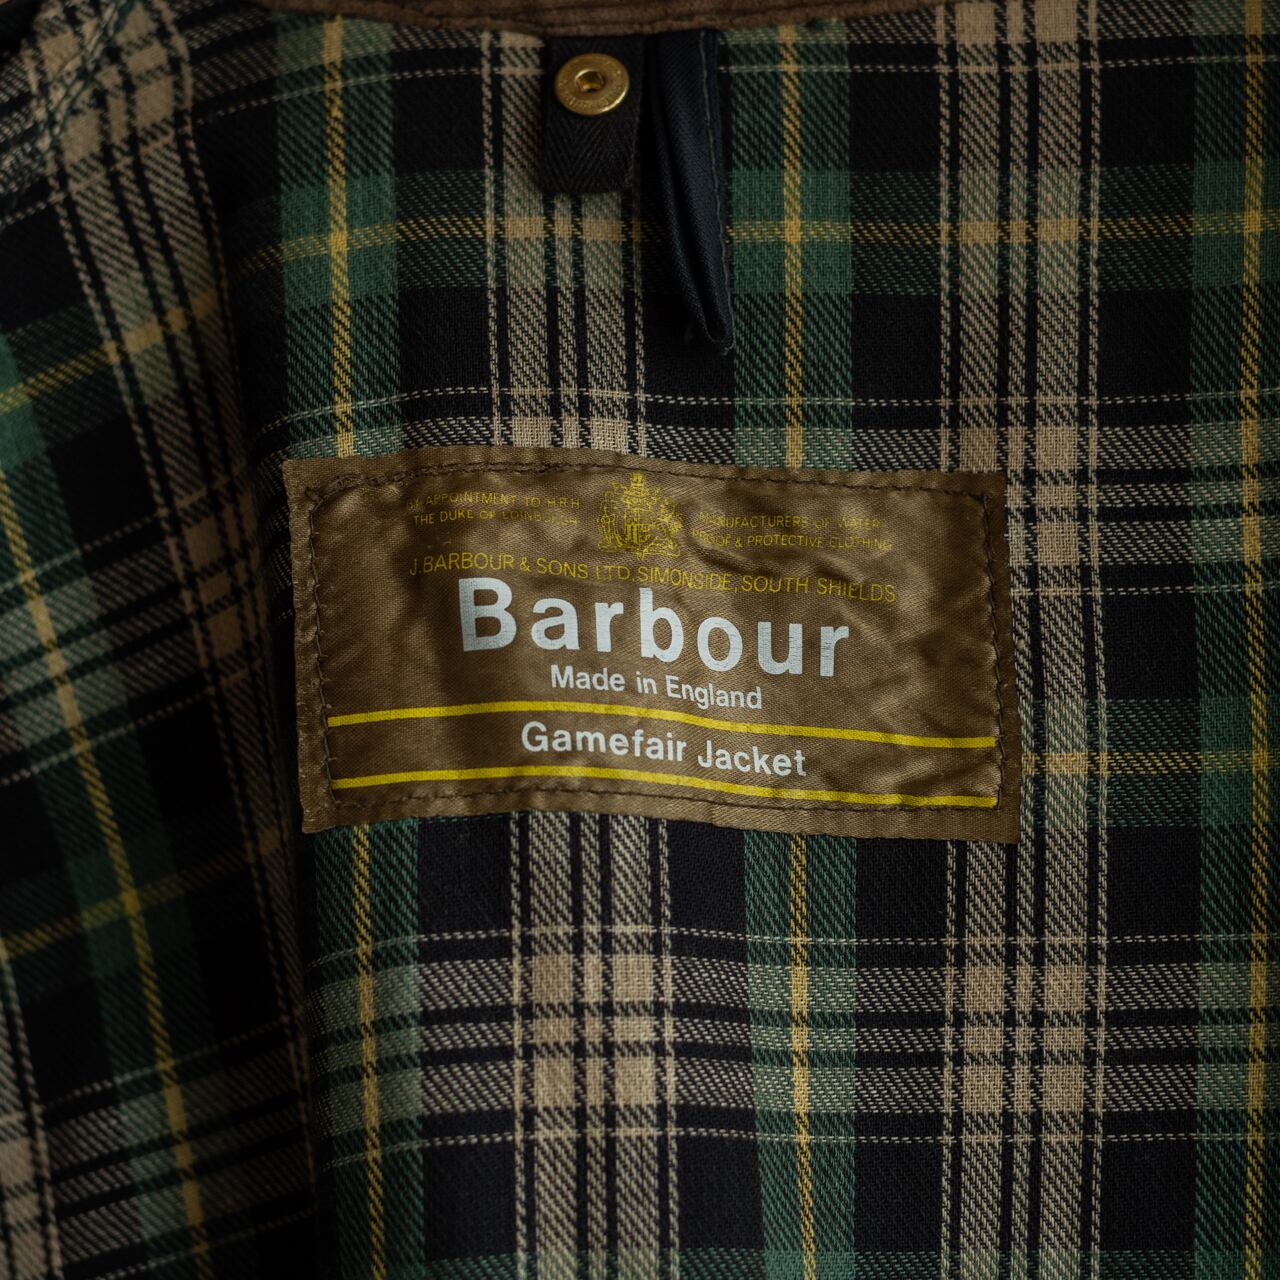 BY APPOINTMENT TO H.R.H
THE DUKE OF EDINBURGH
MANUFACTURERS OF WATER-
PROOF & PROTECTIVE CLOTHING
J. BARBOUR & SONS LTD, SIMONSIDE, SOUTH SHIELDS
Barbour
Made in England
Gamefair Jacket